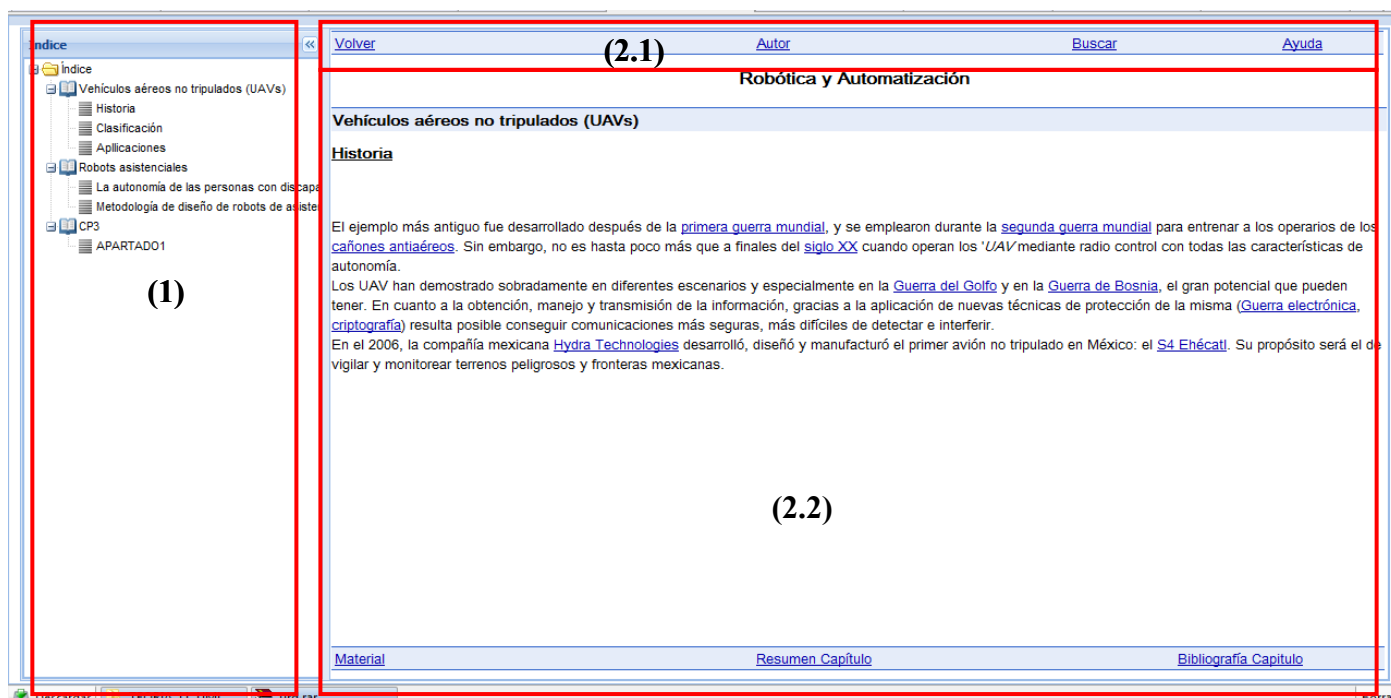 Indice
Índice
Vehículos aéreos no tripulados (UAVs)
Historia
Clasificación
Apllicaciones
Robots asistenciales
La autonomía de las personas con discapa
Metodología de diseño de robots de asister
CP3
APARTADO1
(1)
Volver Autor Buscar Ayuda
(2.1)
Robótica y Automatización
Vehículos aéreos no tripulados (UAVs)
Historia
El ejemplo más antiguo fue desarrollado después de la primera guerra mundial, y se emplearon durante la segunda guerra mundial para entrenar a los operarios de los
cañones antiaéreos. Sin embargo, no es hasta poco más que a finales del siglo XX cuando operan los 'UAV mediante radio control con todas las características de
autonomía.
Los UAV han demostrado sobradamente en diferentes escenarios y especialmente en la Guerra del Golfo y en la Guerra de Bosnia, el gran potencial que pueden
tener. En cuanto a la obtención, manejo y transmisión de la información, gracias a la aplicación de nuevas técnicas de protección de la misma (Guerra electrónica,
criptografía) resulta posible conseguir comunicaciones más seguras, más difíciles de detectar e interferir.
En el 2006, la compañía mexicana Hydra Technologies desarrolló, diseñó y manufacturó el primer avión no tripulado en México: el S4 Ehécatl. Su propósito será el de
vigilar y monitorear terrenos peligrosos y fronteras mexicanas.
(2.2)
Material Resumen Capítulo Bibliografía Capitulo